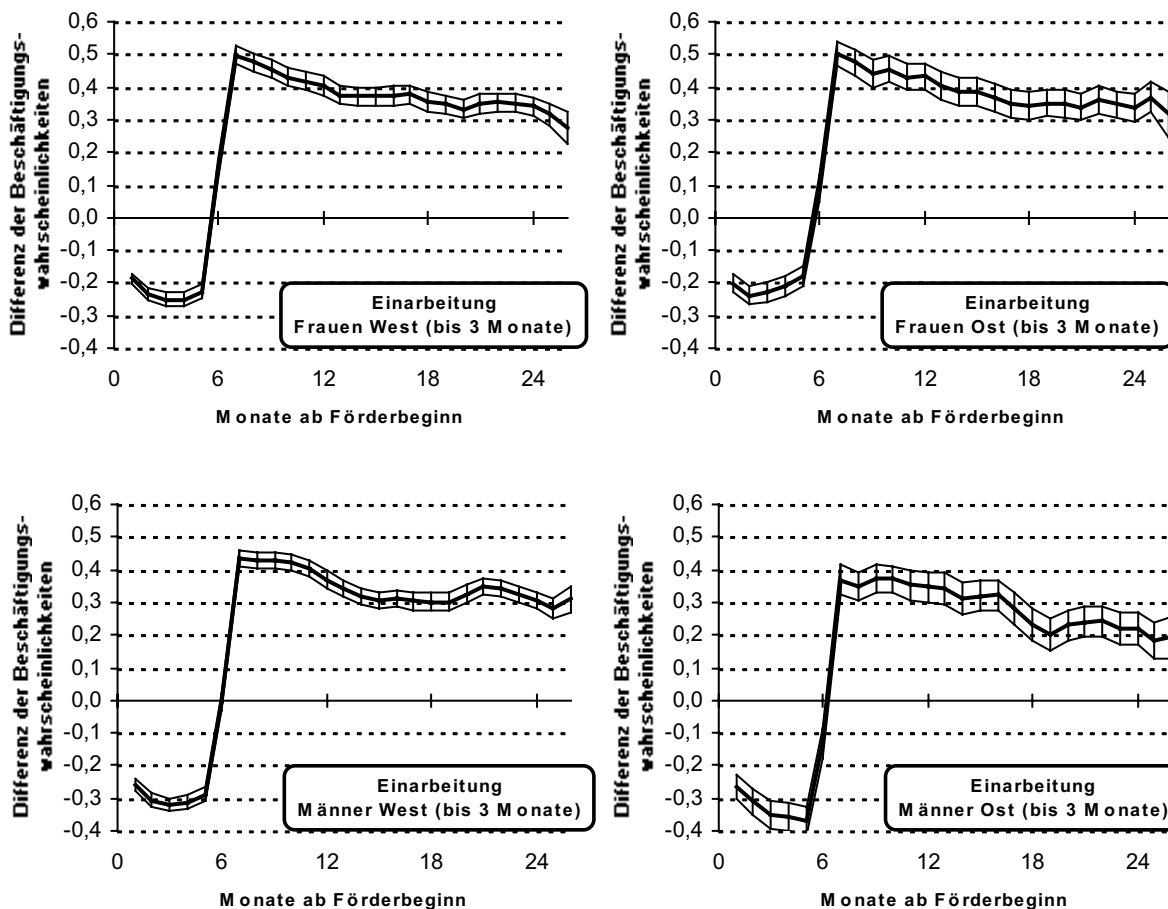 Differenz der Beschäftigungs-
wahrscheinlichkeiten
0,6
0,5
0,4
0,3
0,2
0,1
0,0
-0,1
-0,2
-0,3
-0,4
0 6 12 18 24
Monate ab Förderbeginn
Einarbeitung
Frauen West (bis 3 Monate)
Differenz der Beschäftigungs-
wahrscheinlichkeiten
0,6
0,5
0,4
0,3
0,2
0,1
0,0
-0,1
-0,2
-0,3
-0,4
0 6 12 18 24
Monate ab Förderbeginn
Einarbeitung
Frauen Ost (bis 3 Monate)
Differenz der Beschäftigungs-
wahrscheinlichkeiten
0,6
0,5
0,4
0,3
0,2
0,1
0,0
-0,1
-0,2
-0,3
-0,4
0 6 12 18 24
Monate ab Förderbeginn
Einarbeitung
Männer West (bis 3 Monate)
Differenz der Beschäftigungs-
wahrscheinlichkeiten
0,6
0,5
0,4
0,3
0,2
0,1
0,0
-0,1
-0,2
-0,3
-0,4
0 6 12 18 24
Monate ab Förderbeginn
Einarbeitung
Männer Ost (bis 3 Monate)